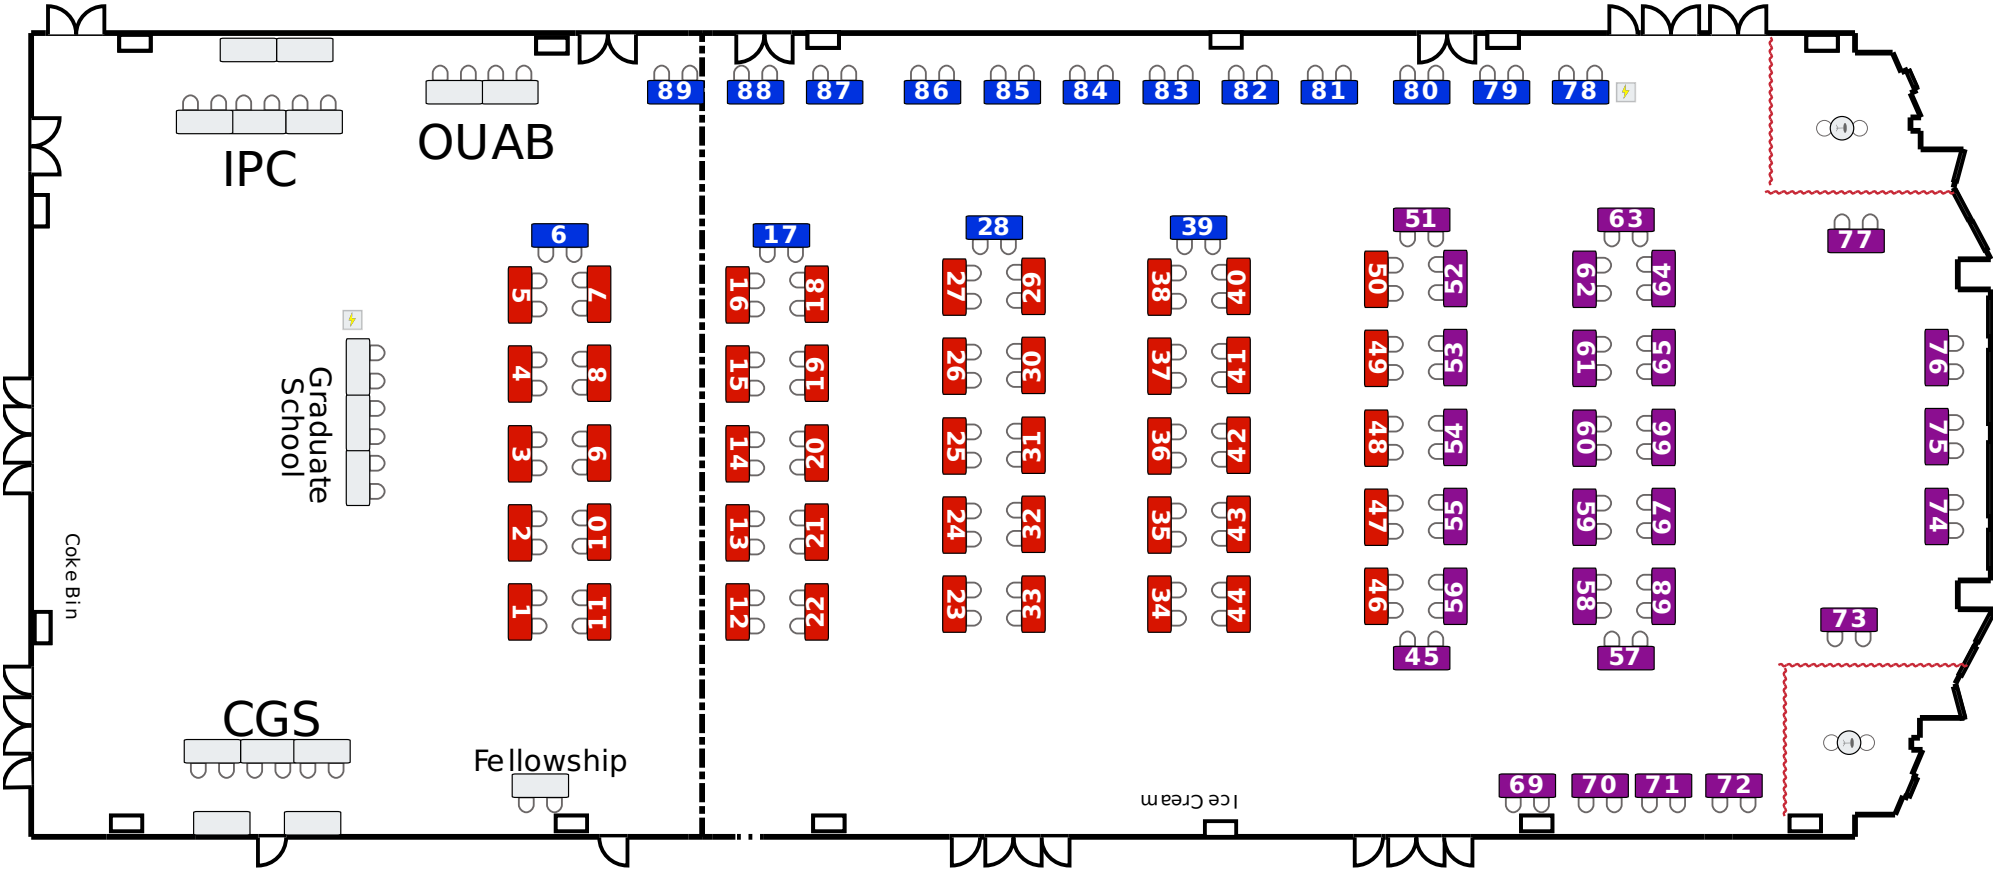 89 88 87 86 85 84 83 82 81 80 79 78
OUAB
IPC
6 17 28 39 51 63 77
5 7 16 18 27 29 38 40 50 52 62 64
4 8 15 19 26 30 37 41 49 53 61 65 76
Graduate
School
3 9 14 20 25 31 36 42 48 54 60 66 75
2 10 13 21 24 32 35 43 47 55 59 67 74
Coke Bin
1 11 12 22 23 33 34 44 46 56 58 68
73
45 57
CGS
Fellowship
69 70 71 72
Ice Cream